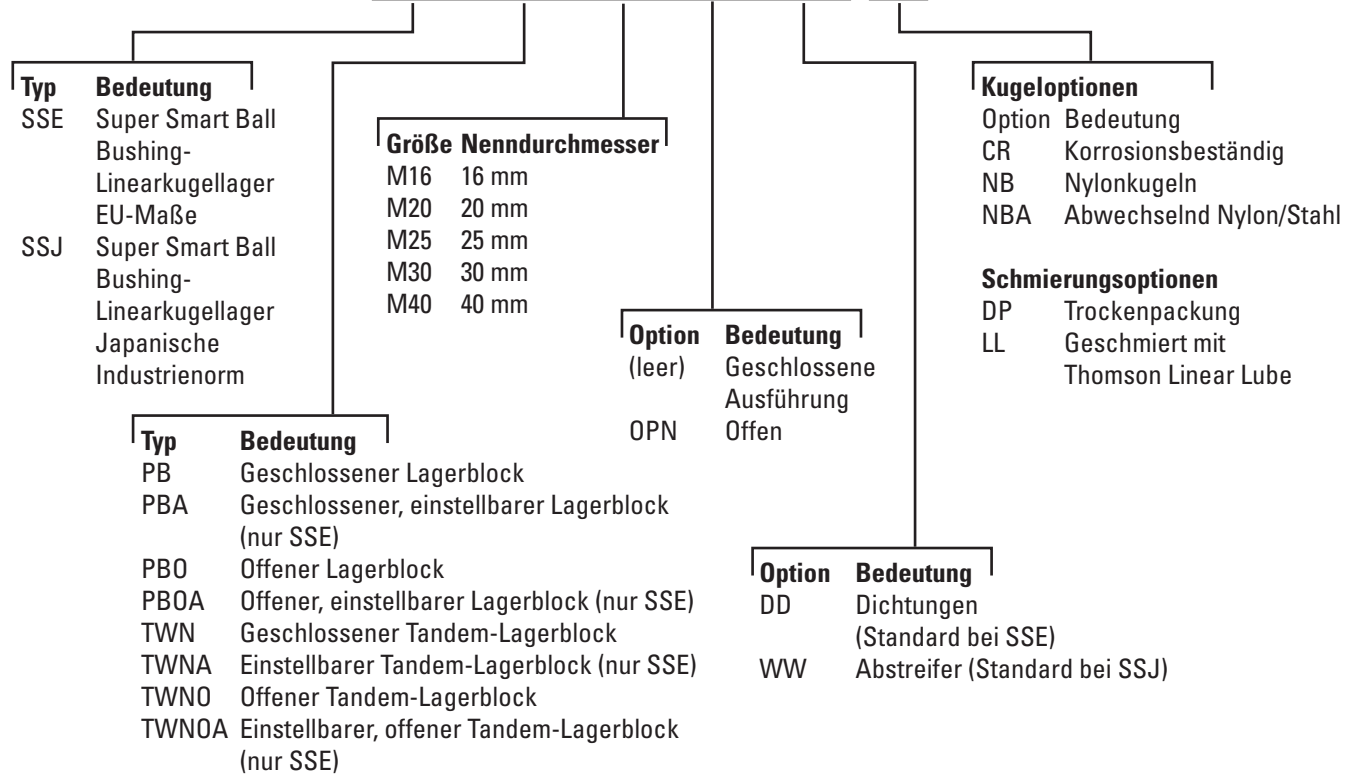 Typ Bedeutung
SSE Super Smart Ball
Bushing-
Linearkugellager
EU-Maße
SSJ Super Smart Ball
Bushing-
Linearkugellager
Japanische
Industrienorm
Typ Bedeutung
PB Geschlossener Lagerblock
PBA Geschlossener, einstellbarer Lagerblock
(nur SSE)
PBO Offener Lagerblock
PBOA Offener, einstellbarer Lagerblock (nur SSE)
TWN Geschlossener Tandem-Lagerblock
TWNA Einstellbarer Tandem-Lagerblock (nur SSE)
TWNO Offener Tandem-Lagerblock
TWNOA Einstellbarer, offener Tandem-Lagerblock
(nur SSE)
Größe Nenndurchmesser
M16 16 mm
M20 20 mm
M25 25 mm
M30 30 mm
M40 40 mm
Option Bedeutung
(leer) Geschlossene
Ausführung
OPN Offen
Option Bedeutung
DD Dichtungen
(Standard bei SSE)
WW Abstreifer (Standard bei SSJ)
Kugeloptionen
Option Bedeutung
CR Korrosionsbeständig
NB Nylonkugeln
NBA Abwechselnd Nylon/Stahl
Schmierungsoptionen
DP Trockenpackung
LL Geschmiert mit
Thomson Linear Lube